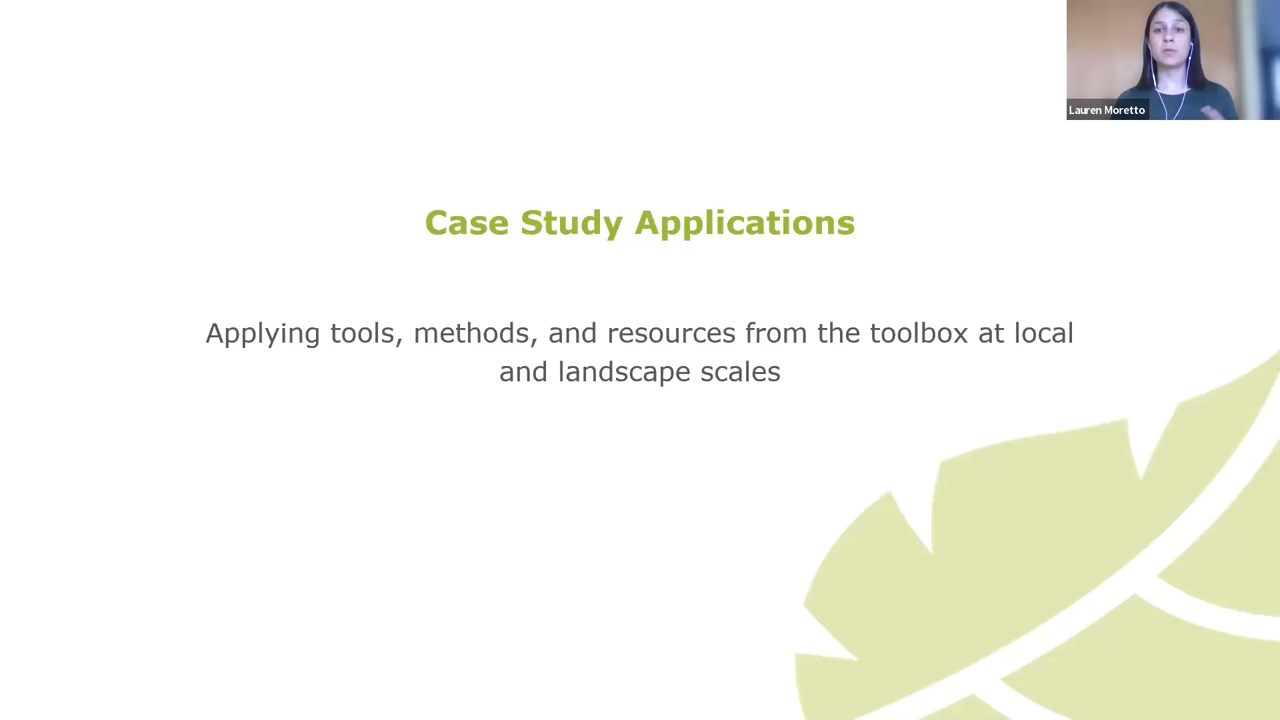 Lauren Moretto
Case Study Applications
Applying tools, methods, and resources from the toolbox at local
and landscape scales